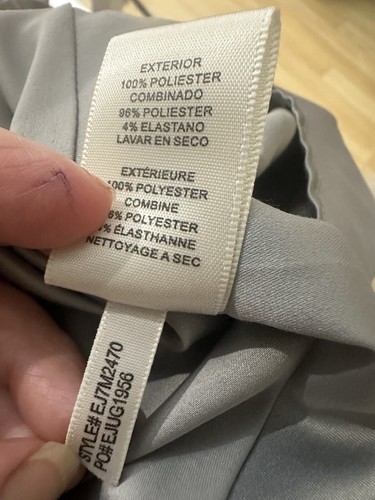 EXTERIOR
100% POLIESTER
COMBINADO
96% POLIESTER
4% ELASTANO
LAVAR EN SECO
EXTÉRIEURE
100% POLYESTER
COMBINE
6% POLYESTER
% ÉLASTHANNE
NETTOYAGE A SEC
STYLE# EJ7M2470
PO# EJUG1956